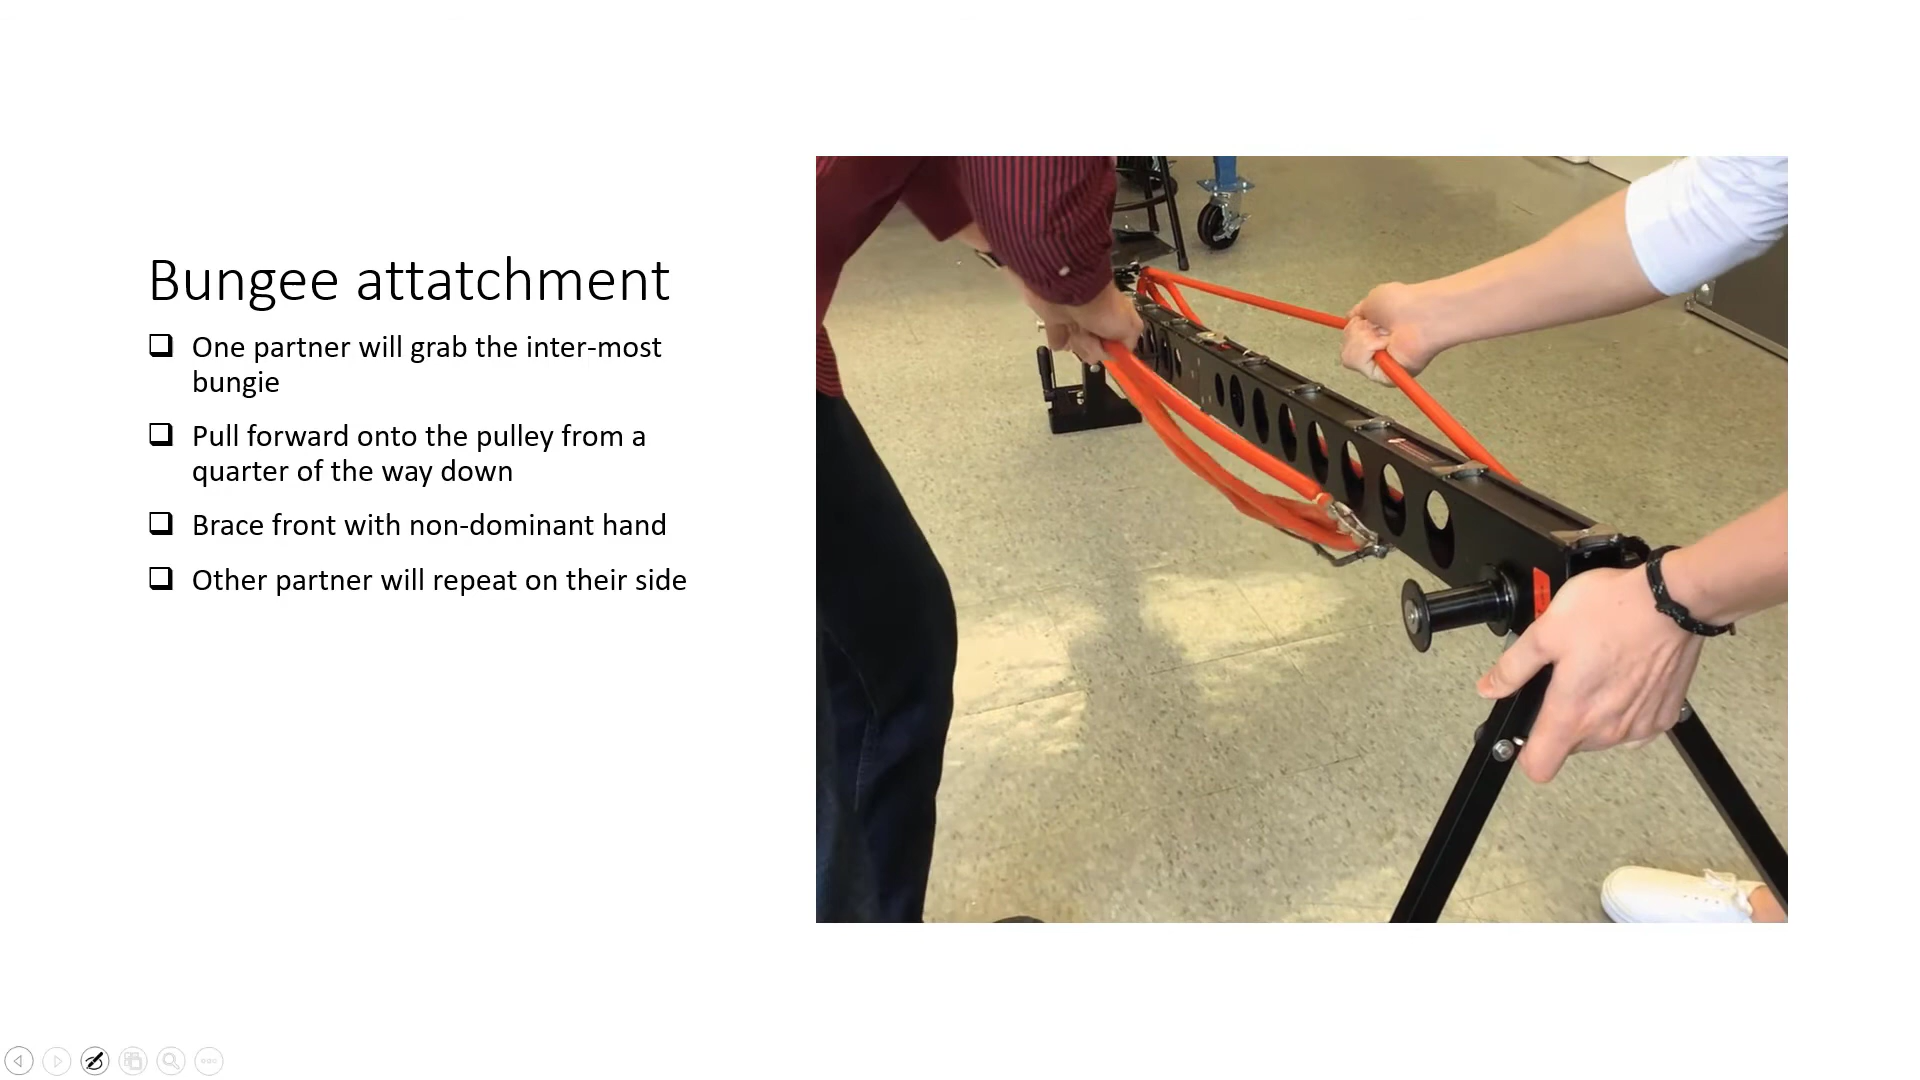 Bungee attatchment
One partner will grab the inter-most
bungie
Pull forward onto the pulley from a
quarter of the way down
Brace front with non-dominant hand
Other partner will repeat on their side